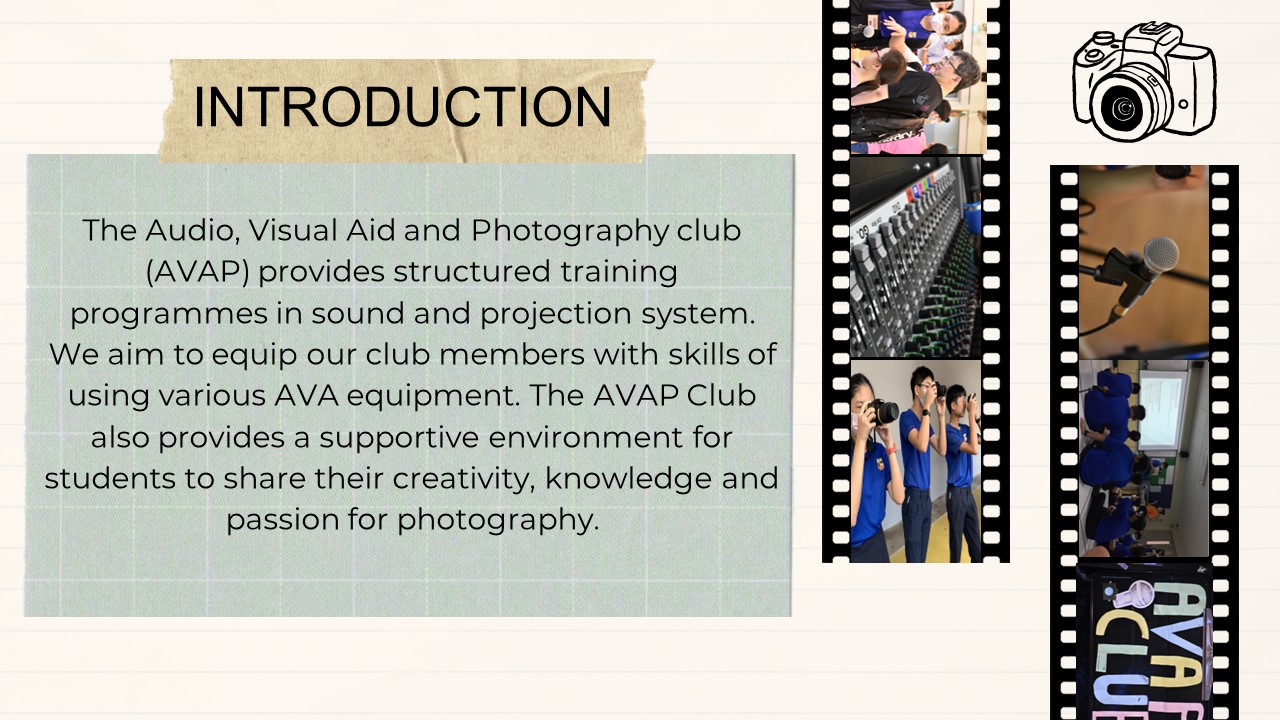 INTRODUCTION
The Audio, Visual Aid and Photography club
(AVAP) provides structured training
programmes in sound and projection system.
We aim to equip our club members with skills of
using various AVA equipment. The AVAP Club
also provides a supportive environment for
students to share their creativity, knowledge and
passion for photography.
AVAP
CLUB